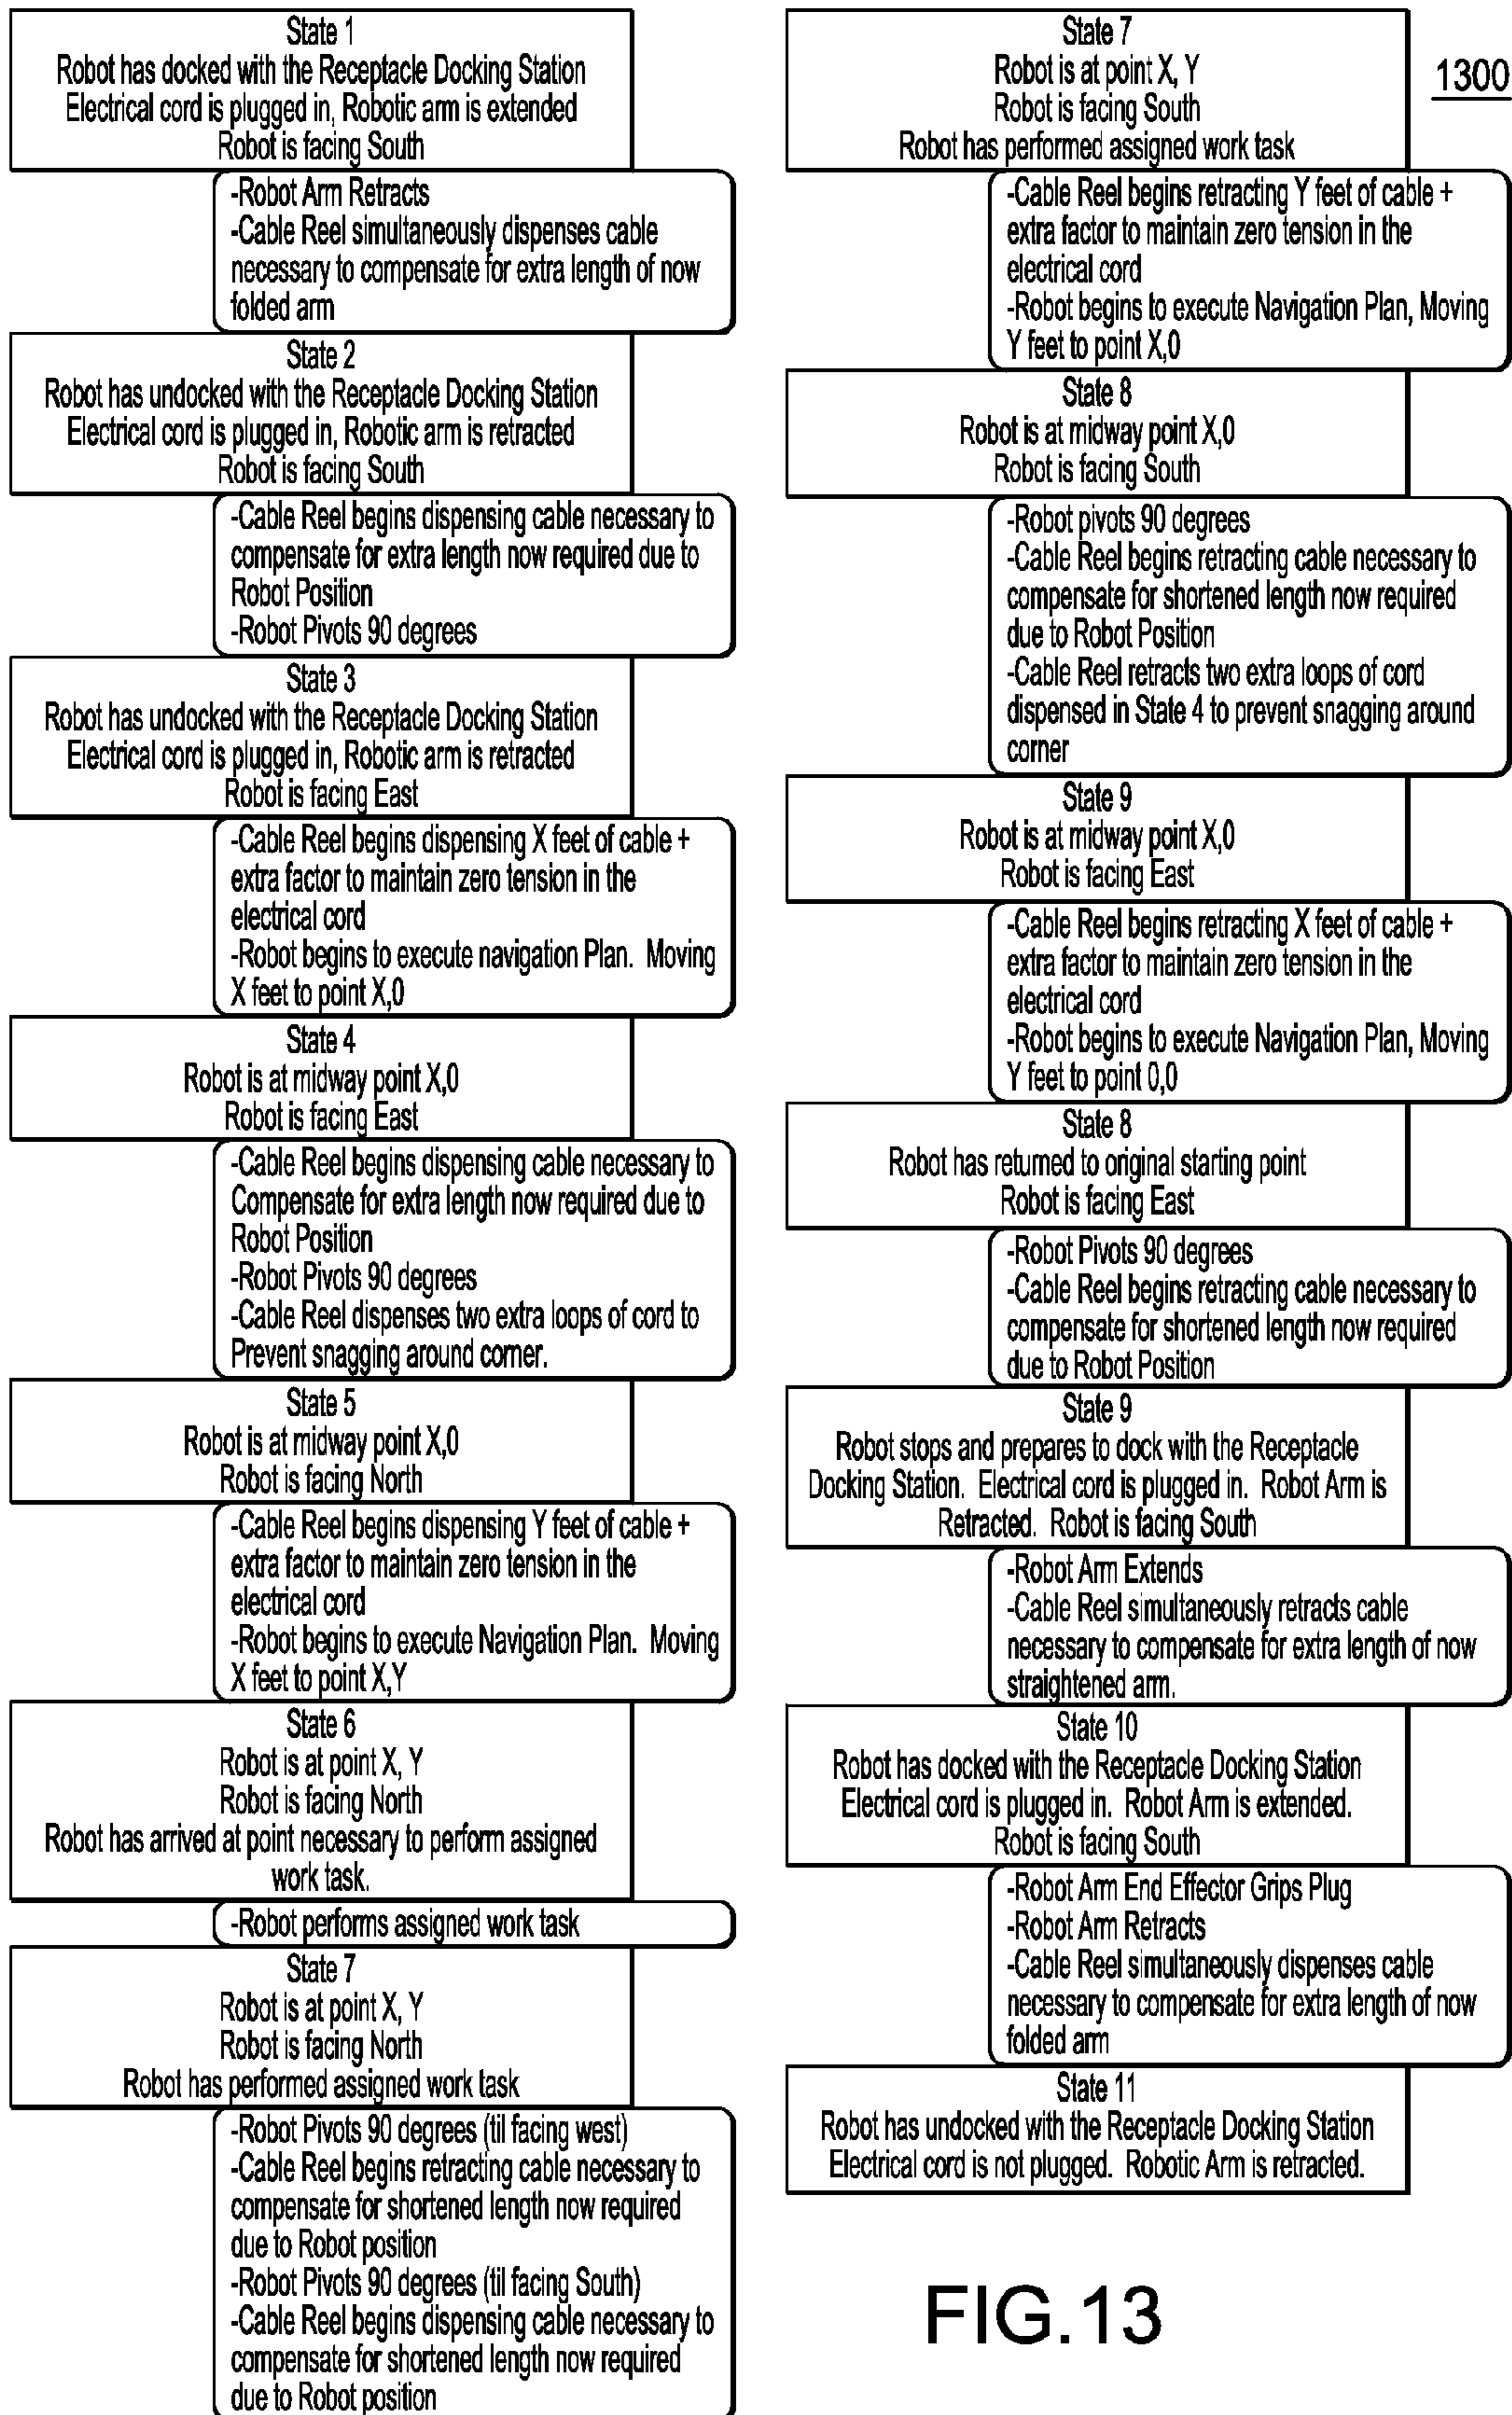 State 1
Robot has docked with the Receptacle Docking Station
Electrical cord is plugged in, Robotic arm is extended
Robot is facing South
-Robot Arm Retracts
-Cable Reel simultaneously dispenses cable
necessary to compensate for extra length of now
folded arm
State 2
Robot has undocked with the Receptacle Docking Station
Electrical cord is plugged in, Robotic arm is retracted
Robot is facing South
-Cable Reel begins dispensing cable necessary to
compensate for extra length now required due to
Robot Position
-Robot Pivots 90 degrees
State 3
Robot has undocked with the Receptacle Docking Station
Electrical cord is plugged in, Robotic arm is retracted
Robot is facing East
-Cable Reel begins dispensing X feet of cable +
extra factor to maintain zero tension in the
electrical cord
-Robot begins to execute navigation Plan. Moving
X feet to point X,0
State 4
Robot is at midway point X,0
Robot is facing East
-Cable Reel begins dispensing cable necessary to
Compensate for extra length now required due to
Robot Position
-Robot Pivots 90 degrees
-Cable Reel dispenses two extra loops of cord to
Prevent snagging around corner.
State 5
Robot is at midway point X,0
Robot is facing North
-Cable Reel begins dispensing Y feet of cable +
extra factor to maintain zero tension in the
electrical cord
-Robot begins to execute Navigation Plan. Moving
X feet to point X,Y
State 6
Robot is at point X, Y
Robot is facing North
Robot has arrived at point necessary to perform assigned
work task.
-Robot performs assigned work task
State 7
Robot is at point X, Y
Robot is facing North
Robot has performed assigned work task
-Robot Pivots 90 degrees (til facing west)
-Cable Reel begins retracting cable necessary to
compensate for shortened length now required
due to Robot position
-Robot Pivots 90 degrees (til facing South)
-Cable Reel begins dispensing cable necessary to
compensate for shortened length now required
due to Robot position
State 7
Robot is at point X, Y
Robot is facing South
Robot has performed assigned work task
1300
-Cable Reel begins retracting Y feet of cable +
extra factor to maintain zero tension in the
electrical cord
-Robot begins to execute Navigation Plan, Moving
Y feet to point X,0
State 8
Robot is at midway point X,0
Robot is facing South
-Robot pivots 90 degrees
-Cable Reel begins retracting cable necessary to
compensate for shortened length now required
due to Robot Position
-Cable Reel retracts two extra loops of cord
dispensed in State 4 to prevent snagging around
corner
State 9
Robot is at midway point X,0
Robot is facing East
-Cable Reel begins retracting X feet of cable +
extra factor to maintain zero tension in the
electrical cord
-Robot begins to execute Navigation Plan, Moving
Y feet to point 0,0
State 8
Robot has returned to original starting point
Robot is facing East
-Robot Pivots 90 degrees
-Cable Reel begins retracting cable necessary to
compensate for shortened length now required
due to Robot Position
State 9
Robot stops and prepares to dock with the Receptacle
Docking Station. Electrical cord is plugged in. Robot Arm is
Retracted. Robot is facing South
-Robot Arm Extends
-Cable Reel simultaneously retracts cable
necessary to compensate for extra length of now
straightened arm.
State 10
Robot has docked with the Receptacle Docking Station
Electrical cord is plugged in. Robot Arm is extended.
Robot is facing South
-Robot Arm End Effector Grips Plug
-Robot Arm Retracts
-Cable Reel simultaneously dispenses cable
necessary to compensate for extra length of now
folded arm
State 11
Robot has undocked with the Receptacle Docking Station
Electrical cord is not plugged. Robotic Arm is retracted.
FIG.13